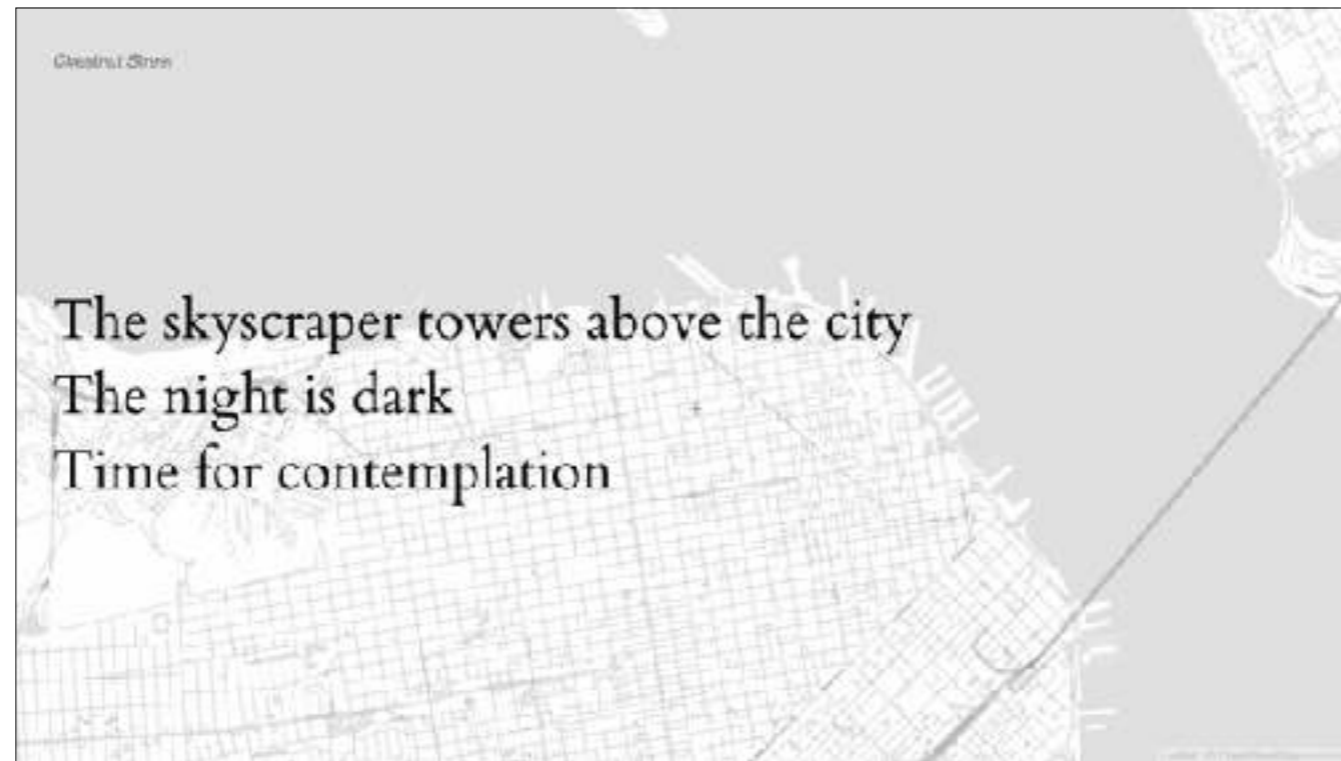 Chestnut Street
The skyscraper towers above the city
The night is dark
Time for contemplation